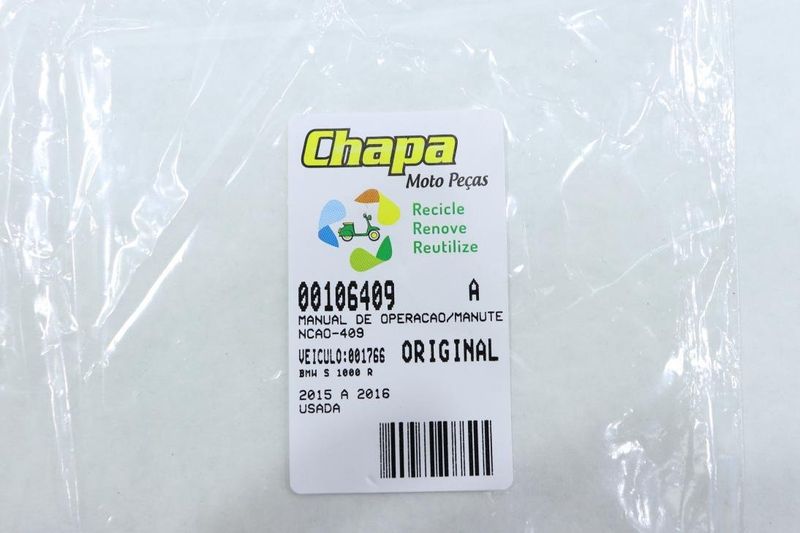 Chapa
Moto Peças
Recicle
Renove
Reutilize
00106409 A
MANUAL DE OPERACAO/MANUTE
NCAO-409
VEICULO:001766 ORIGINAL
BMW S 1000 R
2015 A 2016
USADA